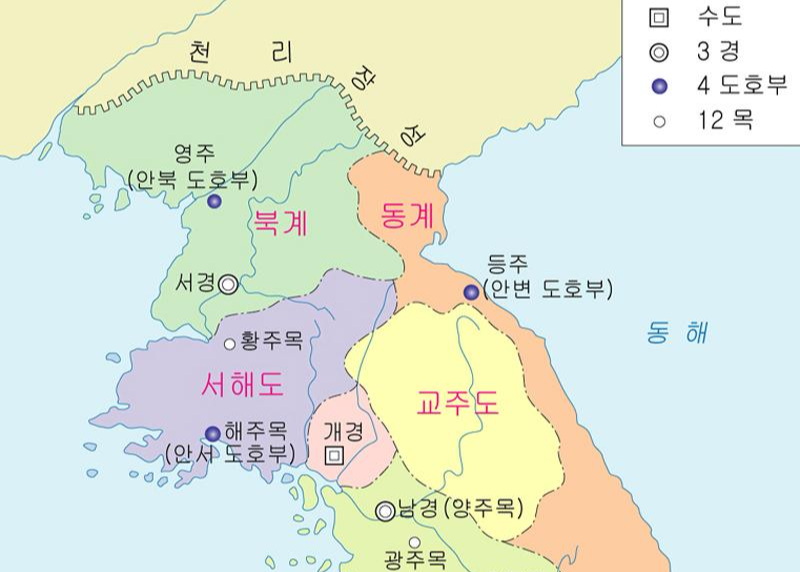 수도
3 경
4 도호부
12 목
천 리 장 성
영주
(안북 도호부)
북계
동계
서경
등주
(안변 도호부)
동 해
황주목
서해도
교주도
해주목
(안서 도호부)
개경
남경(양주목)
광주목